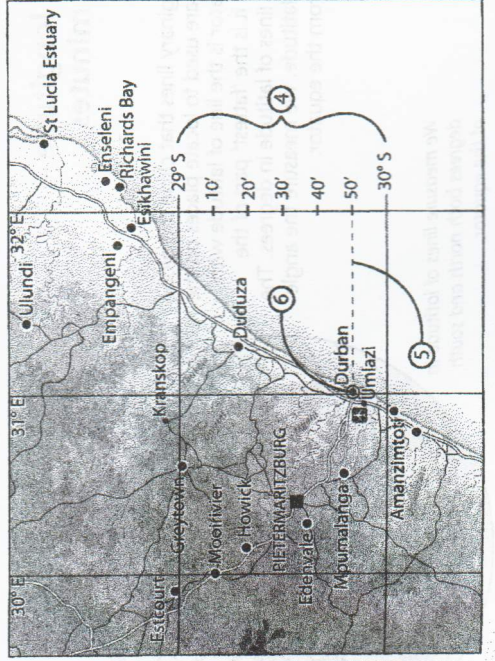 St Lucia Estuary
Enseleni
Richards Bay
Esikhawini
Empangeni
Ulundi
32° E
31° E
30° E
29° S
10'
20'
30'
40'
50'
30° S
4
5
6
Kranskop
Duduza
Greytown
Estcourt
Mooirivier
Howick
PIETERMARITZBURG
Edenvale
Mpumalanga
Durban
Umlazi
Amanzimtoti